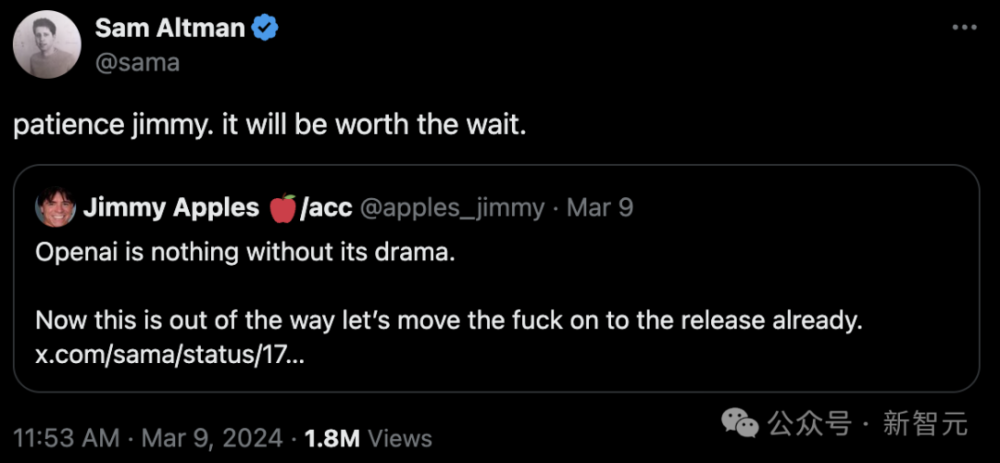 Sam Altman
@sama
patience jimmy. it will be worth the wait.
Jimmy Apples 🍎/acc @apples_jimmy · Mar 9
Openai is nothing without its drama.
Now this is out of the way let’s move the fuck on to the release already.
x.com/sama/status/17...
11:53 AM · Mar 9, 2024 · 1.8M Views
公众号 · 新智元